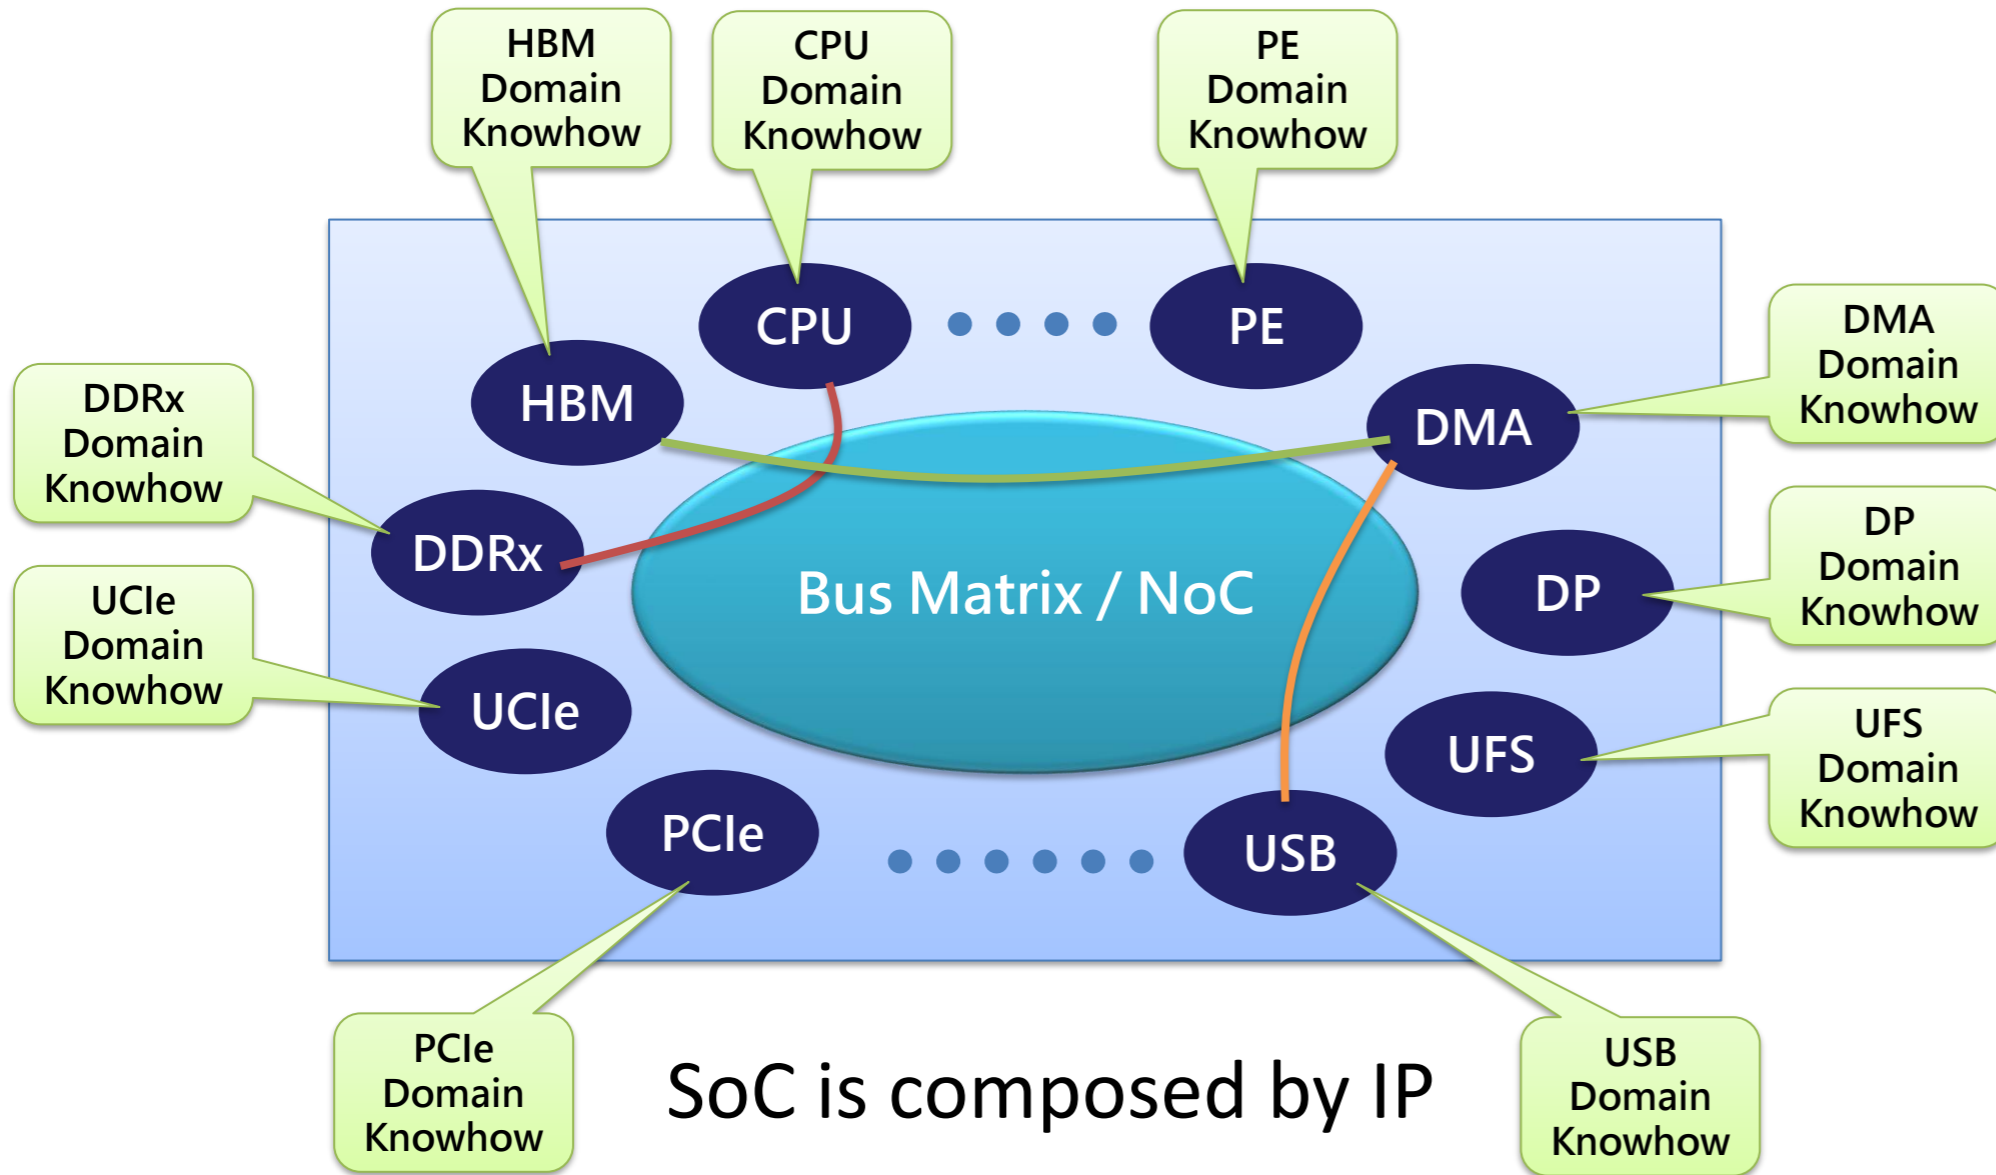 HBM
Domain
Knowhow
CPU
Domain
Knowhow
PE
Domain
Knowhow
CPU
PE
DMA
Domain
Knowhow
HBM
DMA
DDRx
Domain
Knowhow
DDRx
DP
Domain
Knowhow
Bus Matrix / NoC
DP
UCIe
Domain
Knowhow
UCIe
UFS
UFS
Domain
Knowhow
PCIe
USB
PCIe
Domain
Knowhow
SoC is composed by IP
USB
Domain
Knowhow